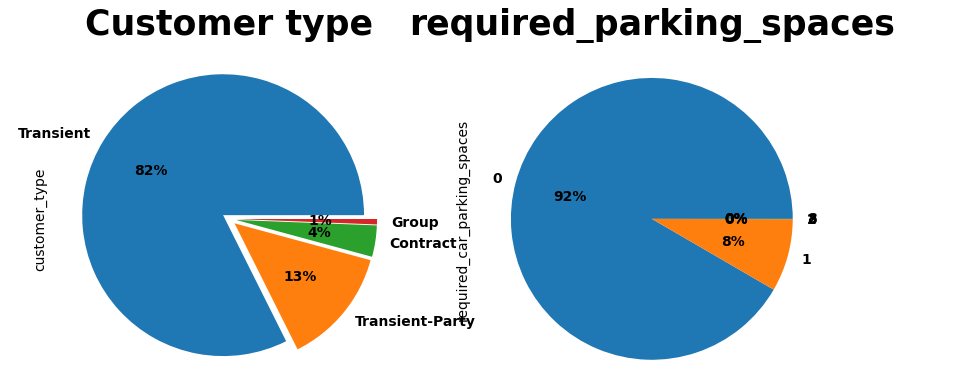 Customer type
required_parking_spaces
Transient
82%
customer_type
1%
4%
13%
Group
Contract
Transient-Party
required_car_parking_spaces
0
92%
0%
8%
1